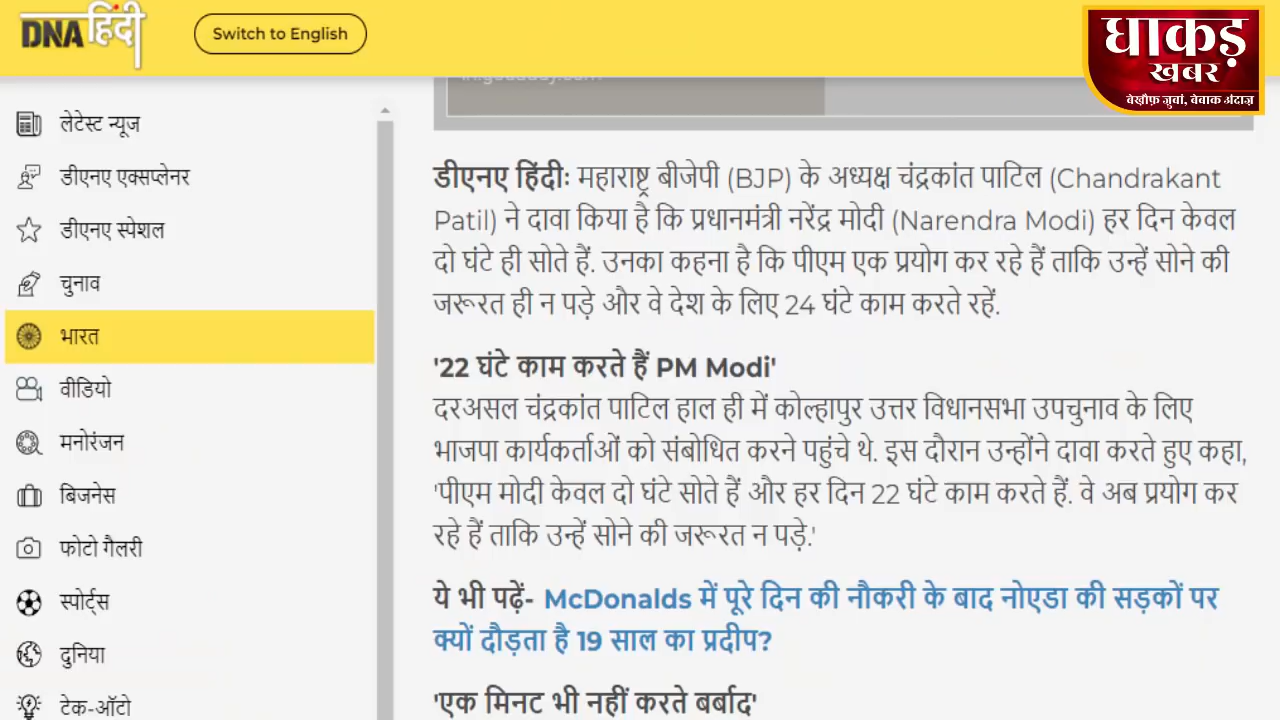 DNA हिंदी
Switch to English
धाकड़
खबर
बेख़ौफ़ जुबां, बेबाक अंदाज़
लेटेस्ट न्यूज
डीएनए एक्सप्लेनर
डीएनए स्पेशल
चुनाव
भारत
वीडियो
मनोरंजन
बिजनेस
फोटो गैलरी
स्पोर्ट्स
दुनिया
टेक-ऑटो
डीएनए हिंदी: महाराष्ट्र बीजेपी (BJP) के अध्यक्ष चंद्रकांत पाटिल (Chandrakant
Patil) ने दावा किया है कि प्रधानमंत्री नरेंद्र मोदी (Narendra Modi) हर दिन केवल
दो घंटे ही सोते हैं. उनका कहना है कि पीएम एक प्रयोग कर रहे हैं ताकि उन्हें सोने की
जरूरत ही न पड़े और वे देश के लिए 24 घंटे काम करते रहें.
'22 घंटे काम करते हैं PM Modi'
दरअसल चंद्रकांत पाटिल हाल ही में कोल्हापुर उत्तर विधानसभा उपचुनाव के लिए
भाजपा कार्यकर्ताओं को संबोधित करने पहुंचे थे. इस दौरान उन्होंने दावा करते हुए कहा,
'पीएम मोदी केवल दो घंटे सोते हैं और हर दिन 22 घंटे काम करते हैं. वे अब प्रयोग कर
रहे हैं ताकि उन्हें सोने की जरूरत न पड़े.'
ये भी पढ़ें- McDonalds में पूरे दिन की नौकरी के बाद नोएडा की सड़कों पर
क्यों दौड़ता है 19 साल का प्रदीप?
'एक मिनट भी नहीं करते बर्बाद'